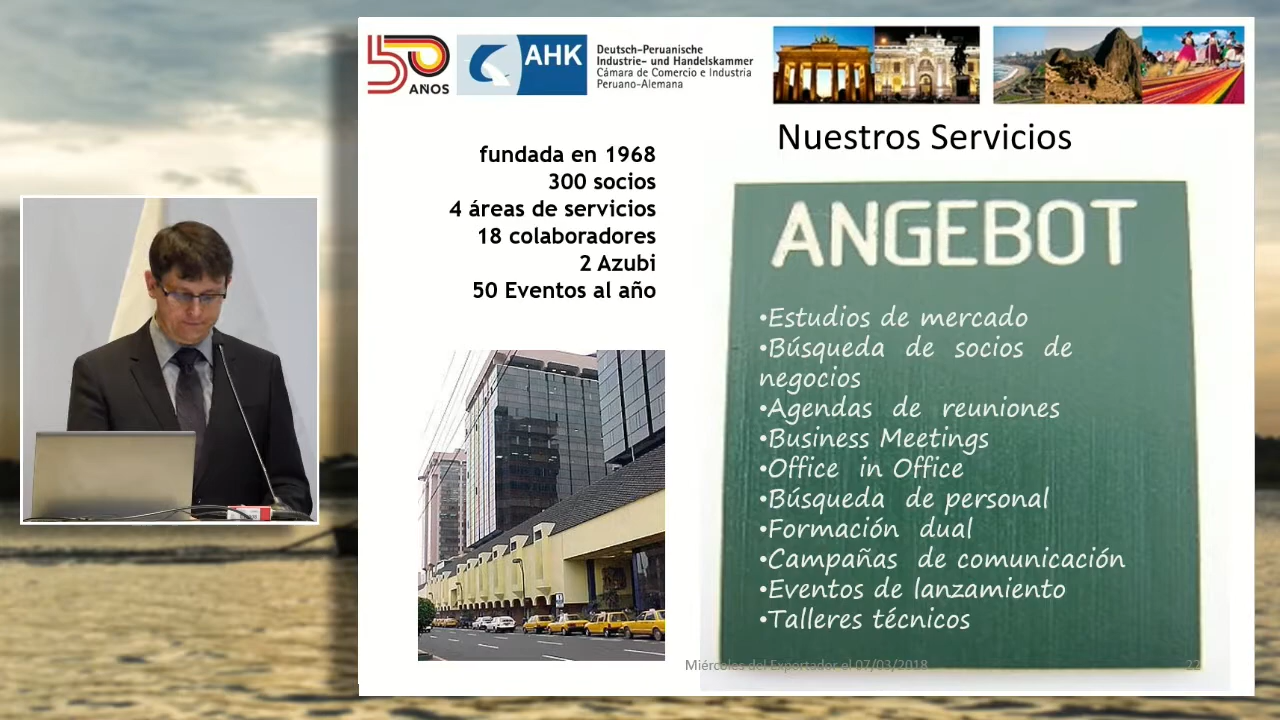 50 AÑOS
AHK
Deutsch-Peruanische
Industrie- und Handelskammer
Cámara de Comercio e Industria
Peruano-Alemana
Nuestros Servicios
fundada en 1968
300 socios
4 áreas de servicios
18 colaboradores
2 Azubi
50 Eventos al año
ANGEBOT
•Estudios de mercado
•Búsqueda de socios de
negocios
•Agendas de reuniones
•Business Meetings
•Office in Office
•Búsqueda de personal
•Formación dual
•Campañas de comunicación
•Eventos de lanzamiento
•Talleres técnicos
Miércoles del Exportador el 07/03/2018
22